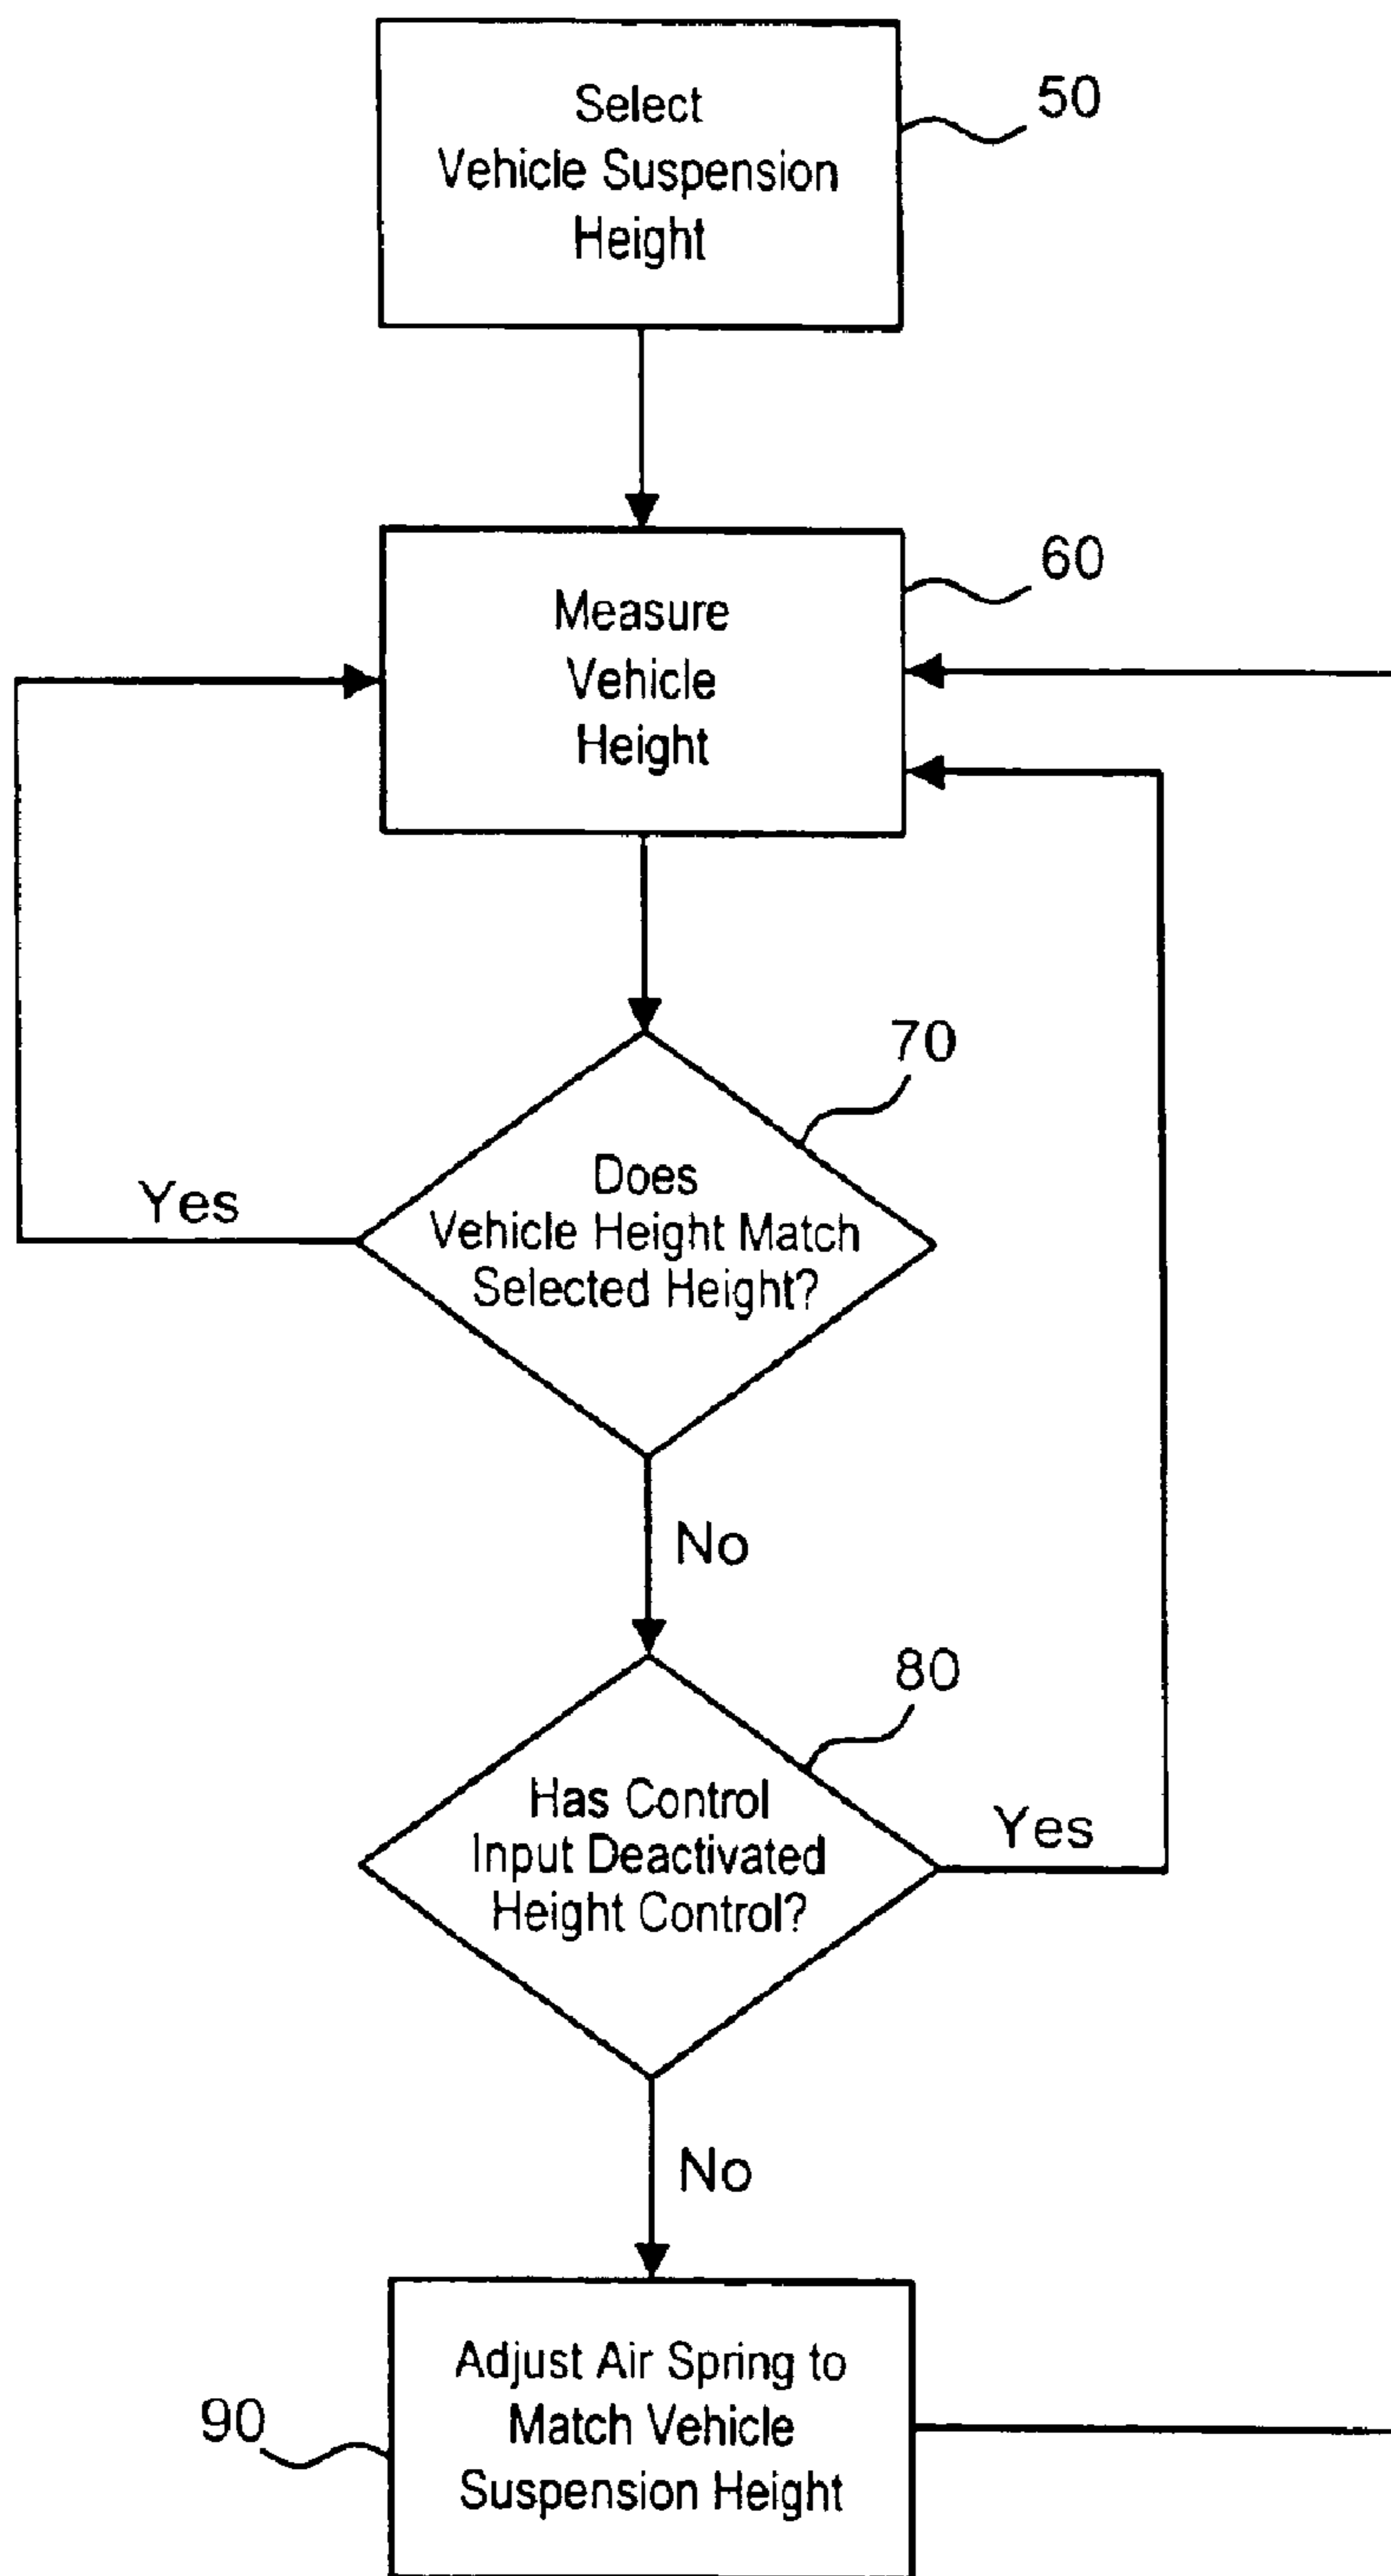 Select
Vehicle Suspension
Height
50
Measure
Vehicle
Height
60
Does
Vehicle Height Match
Selected Height?
70
Yes
No
Has Control
Input Deactivated
Height Control?
80
Yes
No
Adjust Air Spring to
Match Vehicle
Suspension Height
90